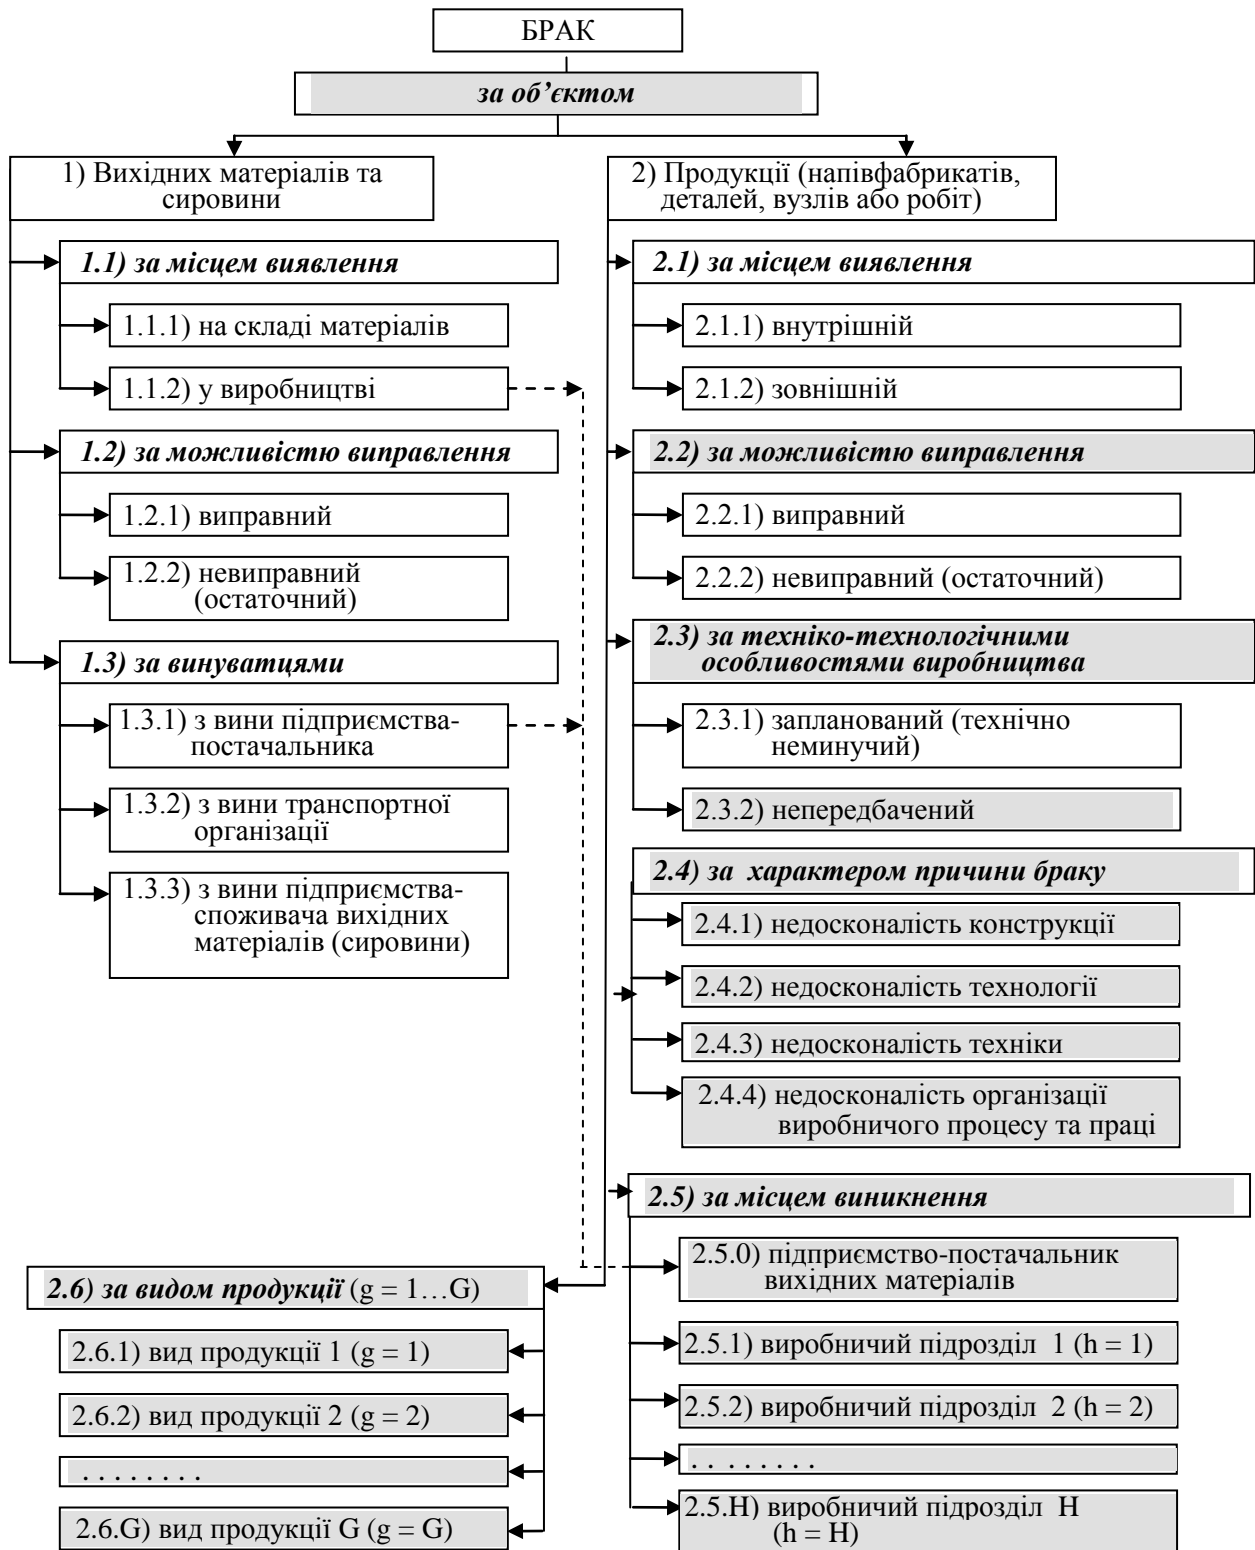 БРАК
за об’єктом
1) Вихідних матеріалів та
сировини
1.1) за місцем виявлення
1.1.1) на складі матеріалів
1.1.2) у виробництві
1.2) за можливістю виправлення
1.2.1) виправний
1.2.2) невиправний
(остаточний)
1.3) за винуватцями
1.3.1) з вини підприємства-
постачальника
1.3.2) з вини транспортної
організації
1.3.3) з вини підприємства-
споживача вихідних
матеріалів (сировини)
2) Продукції (напівфабрикатів,
деталей, вузлів або робіт)
2.1) за місцем виявлення
2.1.1) внутрішній
2.1.2) зовнішній
2.2) за можливістю виправлення
2.2.1) виправний
2.2.2) невиправний (остаточний)
2.3) за техніко-технологічними
особливостями виробництва
2.3.1) запланований (технічно
неминучий)
2.3.2) непередбачений
2.4) за характером причини браку
2.4.1) недосконалість конструкції
2.4.2) недосконалість технології
2.4.3) недосконалість техніки
2.4.4) недосконалість організації
виробничого процесу та праці
2.5) за місцем виникнення
2.5.0) підприємство-постачальник
вихідних матеріалів
2.5.1) виробничий підрозділ 1 (h = 1)
2.5.2) виробничий підрозділ 2 (h = 2)
. . . . . . . .
2.5.H) виробничий підрозділ H
(h = H)
2.6) за видом продукції (g = 1…G)
2.6.1) вид продукції 1 (g = 1)
2.6.2) вид продукції 2 (g = 2)
. . . . . . . .
2.6.G) вид продукції G (g = G)